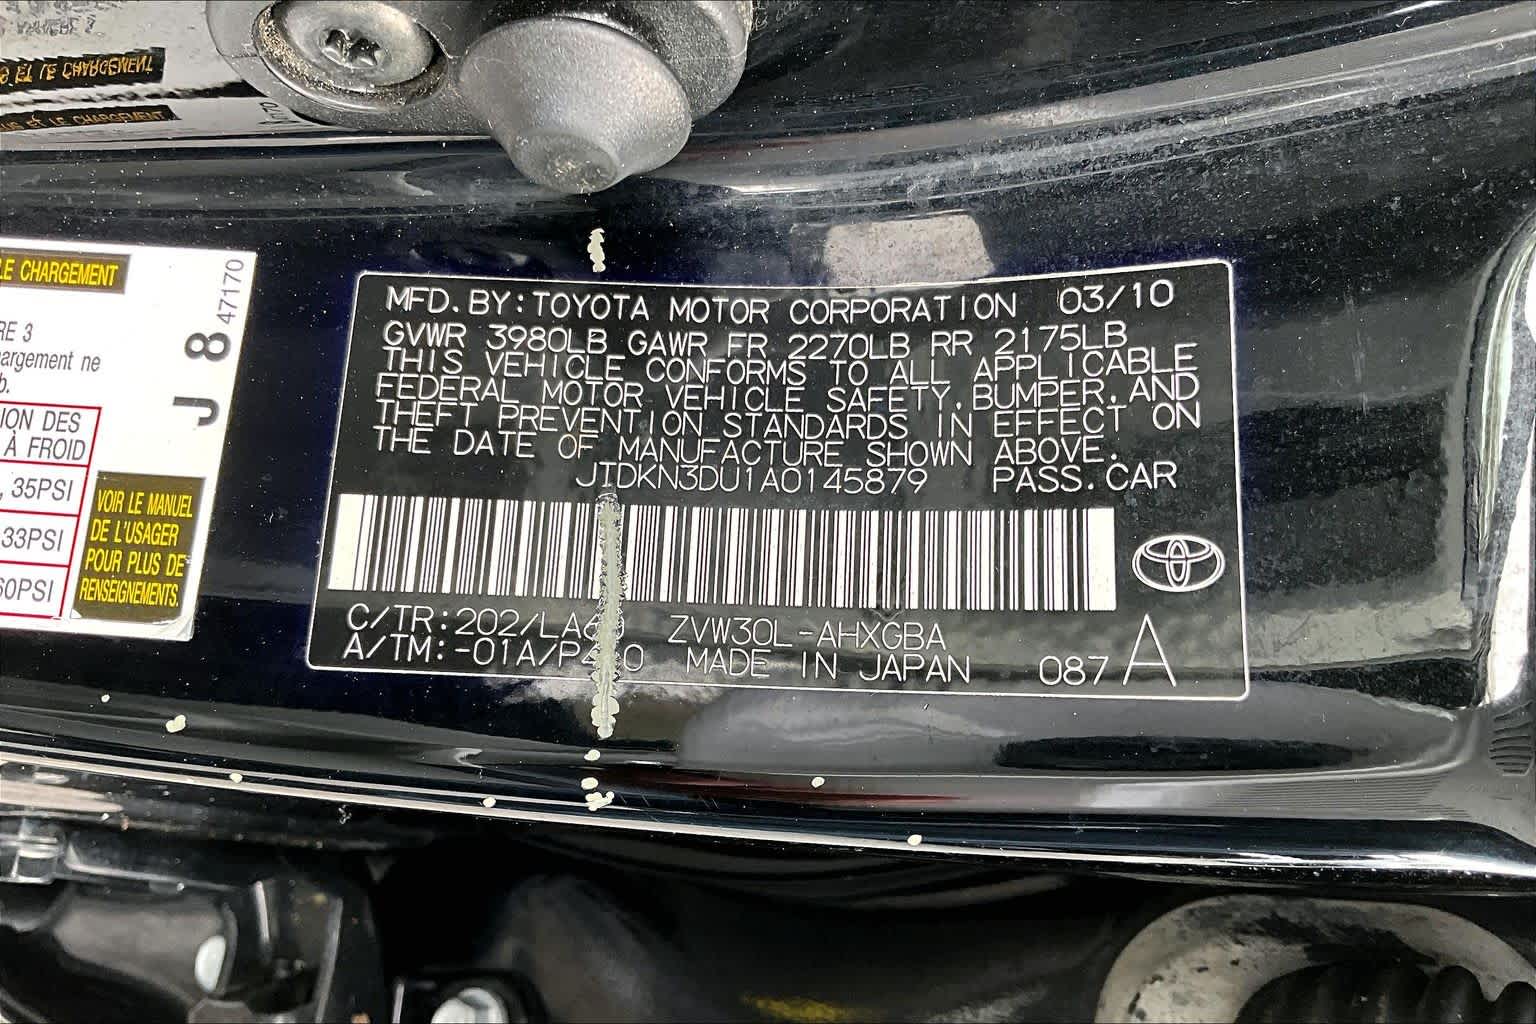 ET LE CHARGEMENT
ET LE CHARGEMENT
LE CHARGEMENT
47170
J 8
RE 3
argement ne
b.
ION DES
À FROID
, 35PSI
33PSI
60PSI
VOIR LE MANUEL
DE L'USAGER
POUR PLUS DE
RENSEIGNEMENTS.
MFD. BY: TOYOTA MOTOR CORPORATION 03/10
GVWR 3980LB GAWR FR 2270LB RR 2175LB
THIS VEHICLE CONFORMS TO ALL APPLICABLE
FEDERAL MOTOR VEHICLE SAFETY, BUMPER, AND
THEFT PREVENTION STANDARDS IN EFFECT ON
THE DATE OF MANUFACTURE SHOWN ABOVE.
JTDKN3DU1A0145879 PASS. CAR
C/TR: 202/LA ZVW30L-AHXGBA
A/TM: -01A/P MADE IN JAPAN 087 A